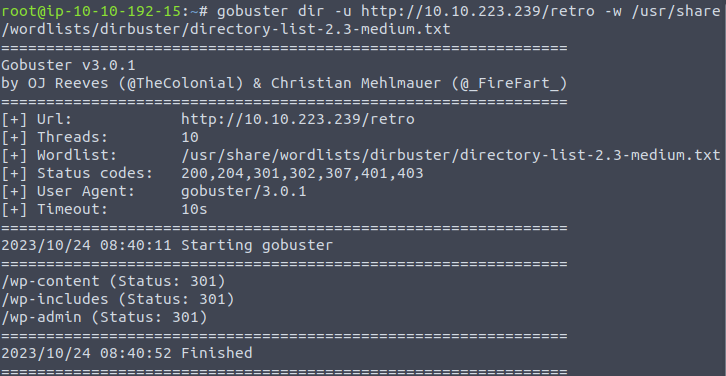 root@ip-10-10-192-15:~# gobuster dir -u http://10.10.223.239/retro -w /usr/share
/wordlists/dirbuster/directory-list-2.3-medium.txt
===============================================================
Gobuster v3.0.1
by OJ Reeves (@TheColonial) & Christian Mehlmauer (@_FireFart_)
===============================================================
[+] Url:            http://10.10.223.239/retro
[+] Threads:        10
[+] Wordlist:       /usr/share/wordlists/dirbuster/directory-list-2.3-medium.txt
[+] Status codes:   200,204,301,302,307,401,403
[+] User Agent:     gobuster/3.0.1
[+] Timeout:        10s
===============================================================
2023/10/24 08:40:11 Starting gobuster
===============================================================
/wp-content (Status: 301)
/wp-includes (Status: 301)
/wp-admin (Status: 301)
===============================================================
2023/10/24 08:40:52 Finished
===============================================================